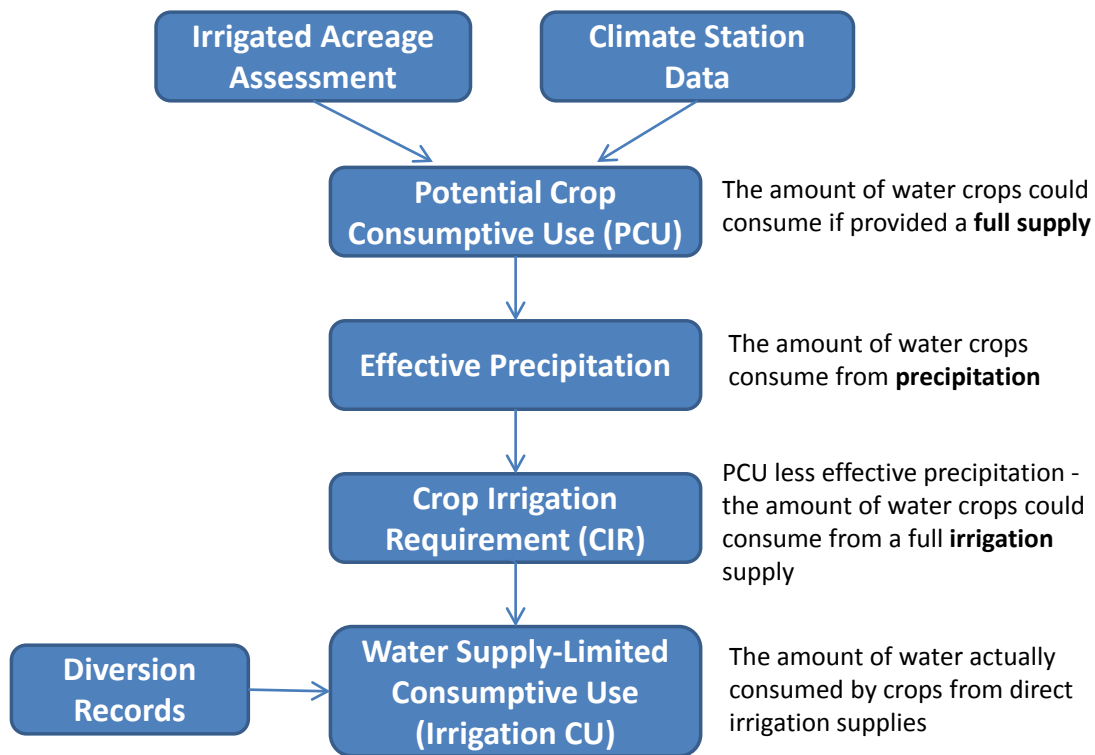 Irrigated Acreage
Assessment
Climate Station
Data
Potential Crop
Consumptive Use (PCU)
The amount of water crops could
consume if provided a full supply
Effective Precipitation
The amount of water crops
consume from precipitation
Crop Irrigation
Requirement (CIR)
PCU less effective precipitation -
the amount of water crops could
consume from a full irrigation
supply
Diversion
Records
Water Supply-Limited
Consumptive Use
(Irrigation CU)
The amount of water actually
consumed by crops from direct
irrigation supplies